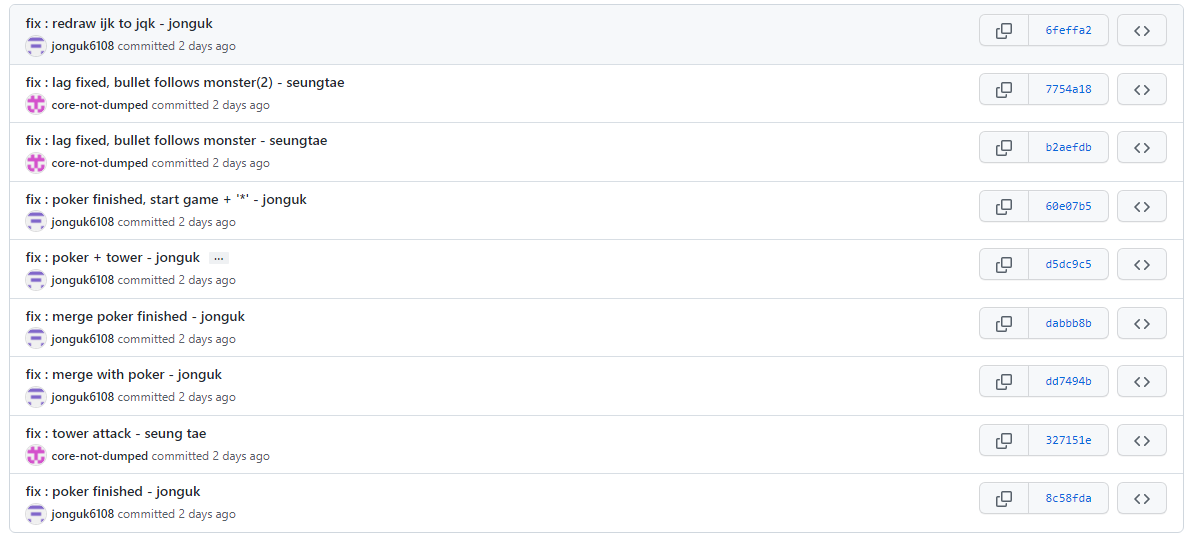 fix : redraw ijk to jqk - jonguk
jonguk6108 committed 2 days ago
6feffa2
fix : lag fixed, bullet follows monster(2) - seungtae
core-not-dumped committed 2 days ago
7754a18
fix : lag fixed, bullet follows monster - seungtae
core-not-dumped committed 2 days ago
b2aefdb
fix : poker finished, start game + '*' - jonguk
jonguk6108 committed 2 days ago
60e07b5
fix : poker + tower - jonguk ...
jonguk6108 committed 2 days ago
d5dc9c5
fix : merge poker finished - jonguk
jonguk6108 committed 2 days ago
dabbb8b
fix : merge with poker - jonguk
jonguk6108 committed 2 days ago
dd7494b
fix : tower attack - seung tae
core-not-dumped committed 2 days ago
327151e
fix : poker finished - jonguk
jonguk6108 committed 2 days ago
8c58fda